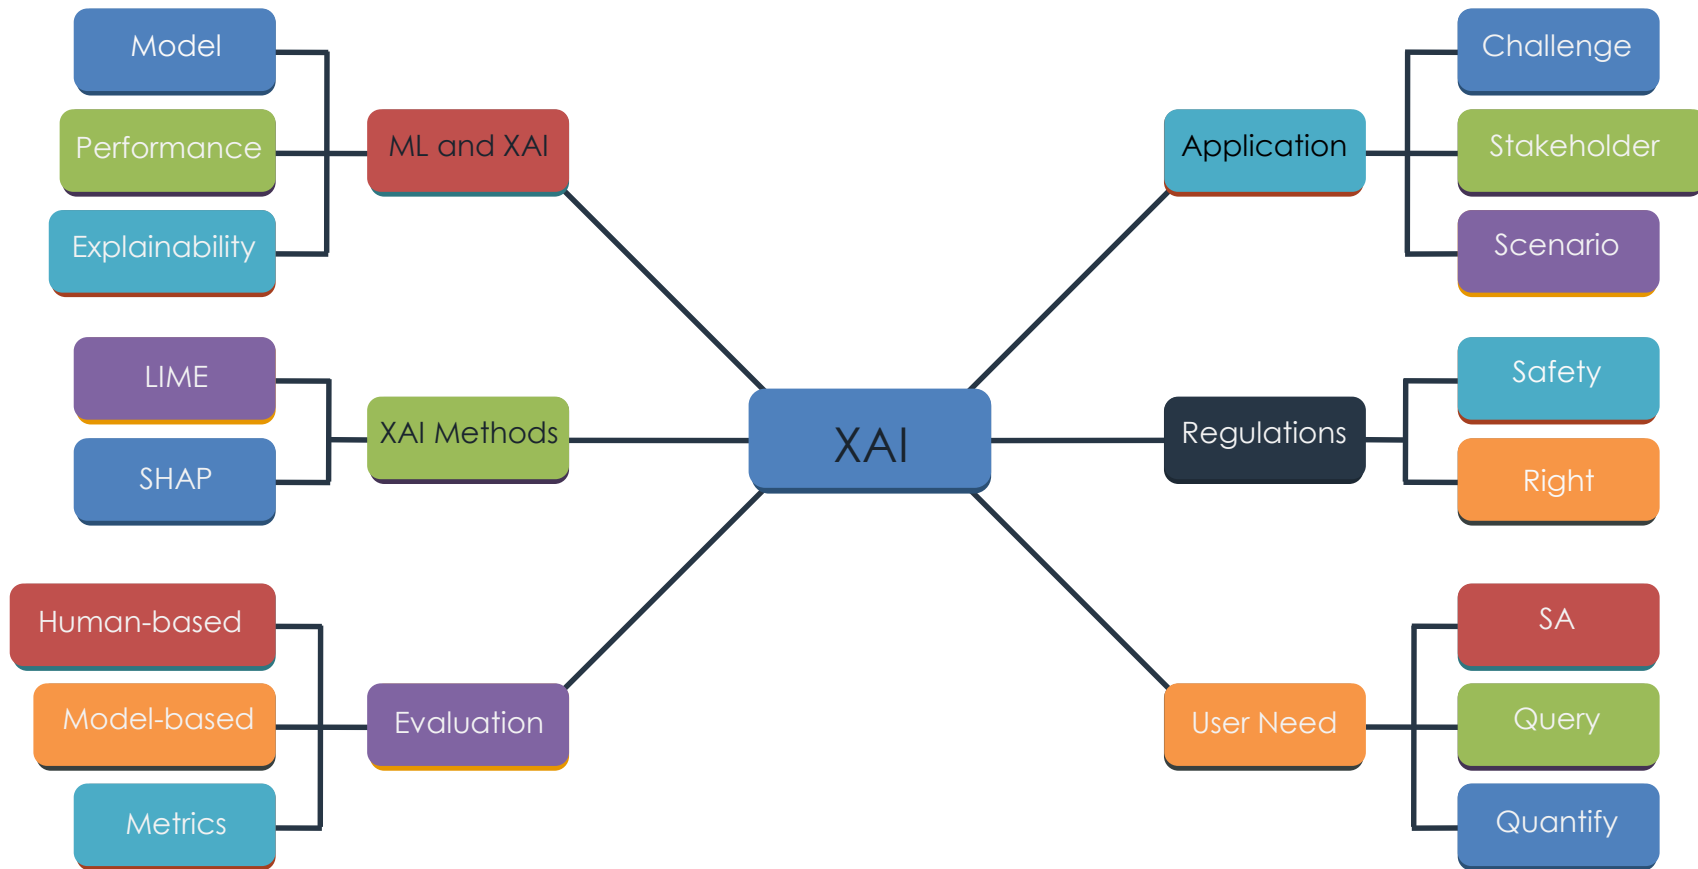 Model
Performance
Explainability
ML and XAI
LIME
SHAP
XAI Methods
Human-based
Model-based
Metrics
Evaluation
XAI
Application
Challenge
Stakeholder
Scenario
Regulations
Safety
Right
User Need
SA
Query
Quantify